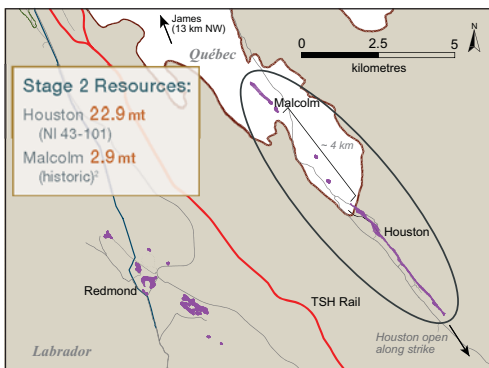 James
(13 km NW)
Québec
N
0 2.5 5
kilometres
Stage 2 Resources:
Houston 22.9 mt
(NI 43-101)
Malcolm 2.9 mt
(historic)²
Malcolm
~ 4 km
Houston
Redmond
TSH Rail
Houston open
along strike
Labrador